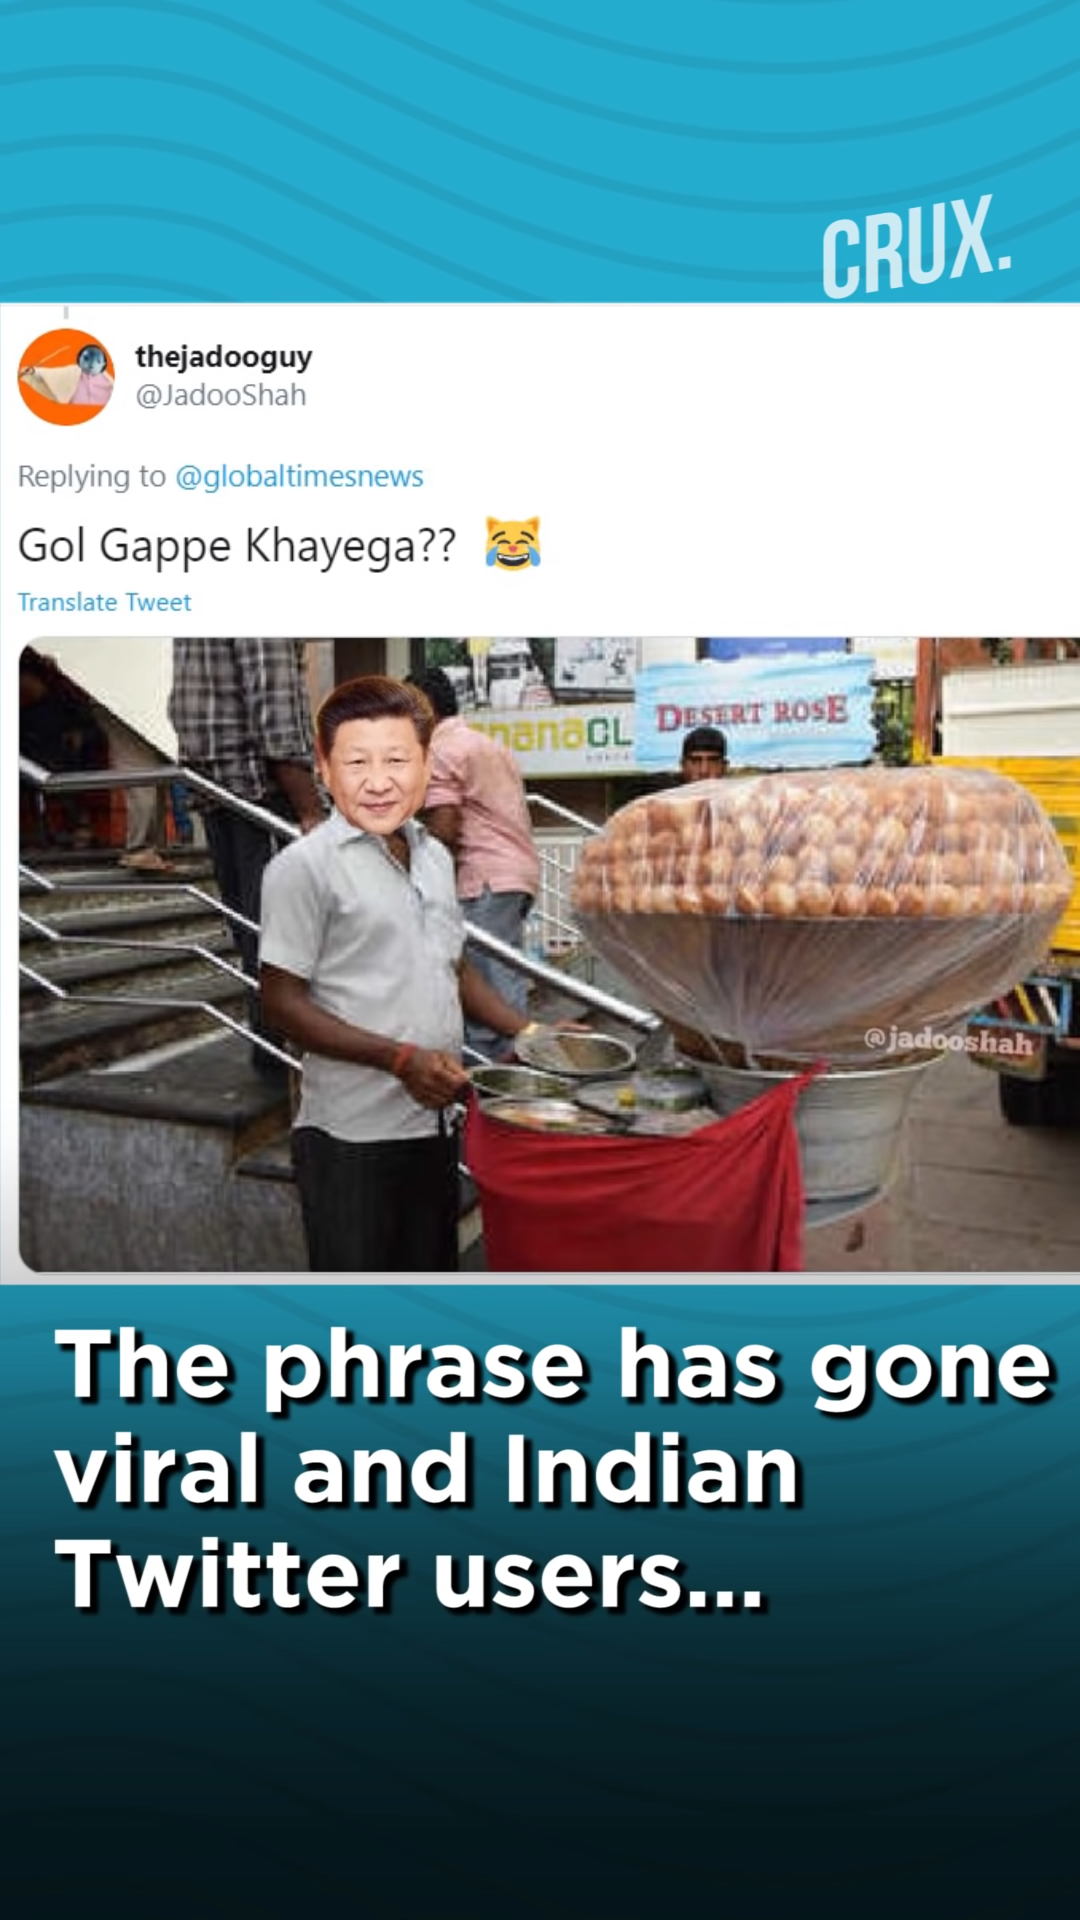 CRUX.
thejadooguy
@JadooShah
Replying to @globaltimesnews
Gol Gappe Khayega?? 😹
Translate Tweet
DESERT ROSE
@jadooshah
The phrase has gone
viral and Indian
Twitter users...